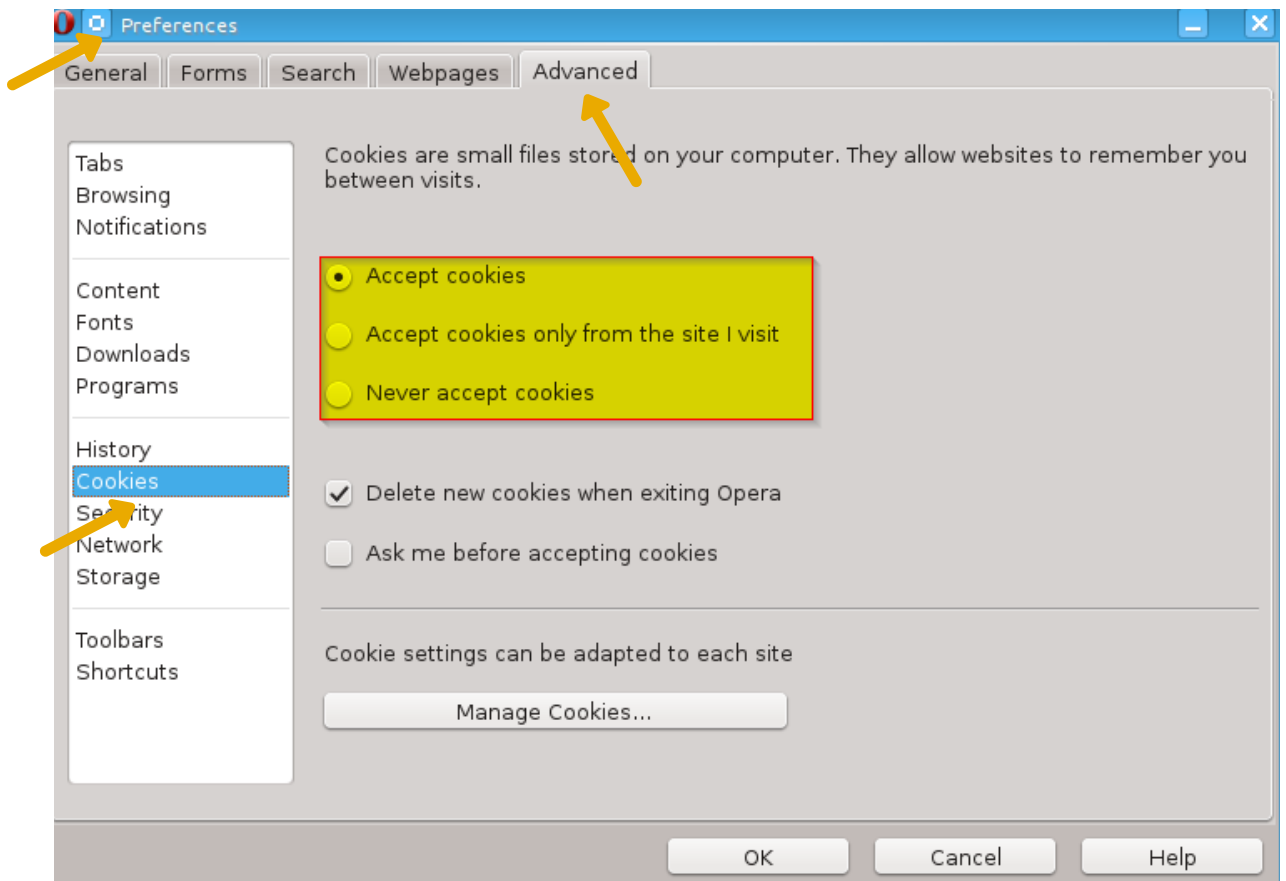 Preferences
General Forms Search Webpages Advanced
Tabs
Browsing
Notifications
Content
Fonts
Downloads
Programs
History
Cookies
Security
Network
Storage
Toolbars
Shortcuts
Cookies are small files stored on your computer. They allow websites to remember you
between visits.
Accept cookies
Accept cookies only from the site I visit
Never accept cookies
Delete new cookies when exiting Opera
Ask me before accepting cookies
Cookie settings can be adapted to each site
Manage Cookies...
OK Cancel Help